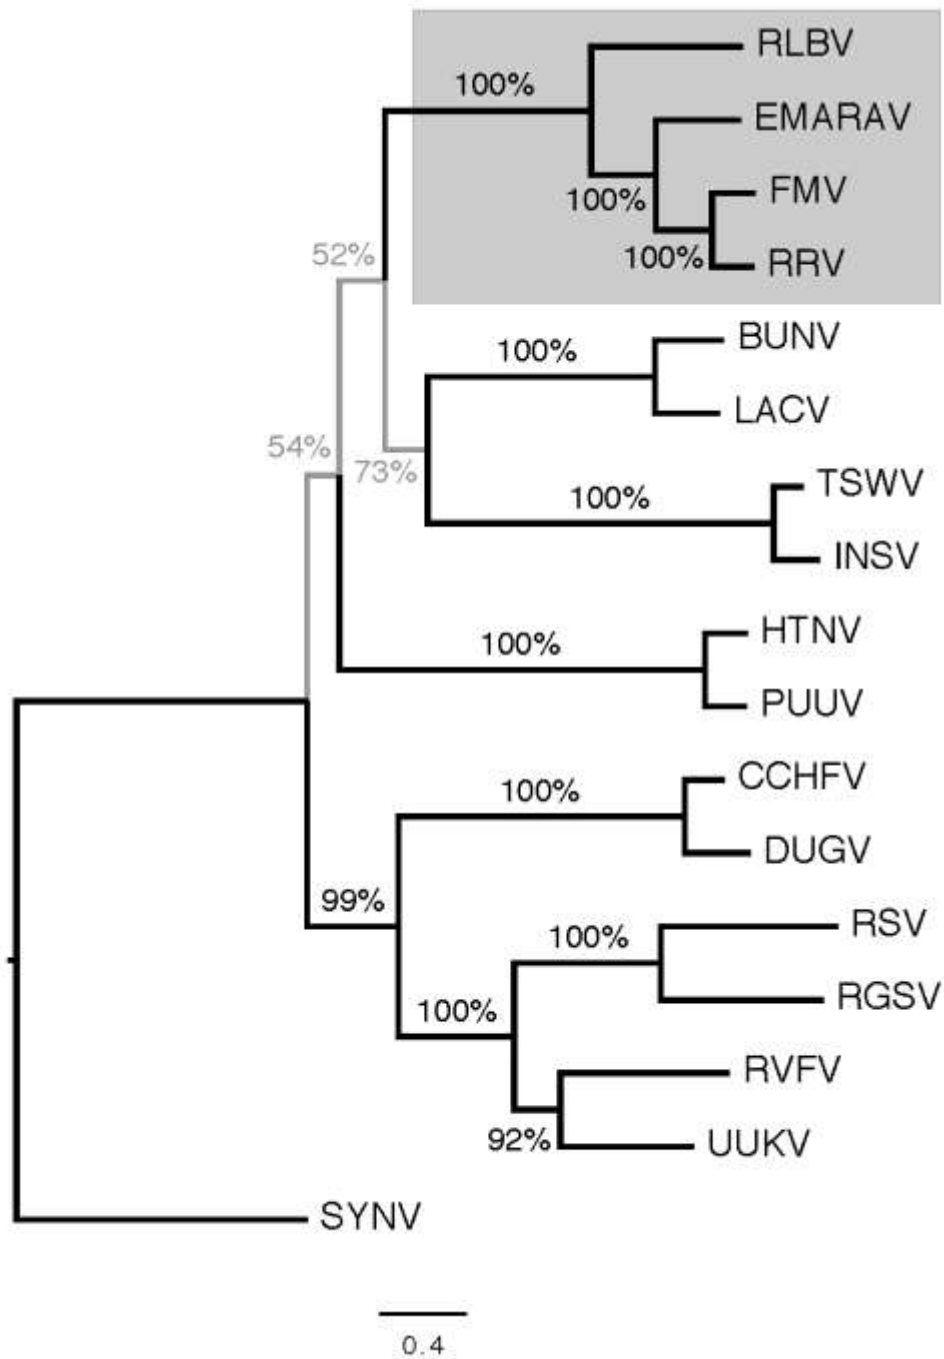 RLBV
100%
EMARAV
FMV
100%
52%
100%
RRV
BUNV
100%
LACV
54%
73%
TSWV
100%
INSV
HTNV
100%
PUUV
CCHFV
100%
DUGV
99%
RSV
100%
RGSV
100%
RVFV
92%
UUKV
SYNV
0.4